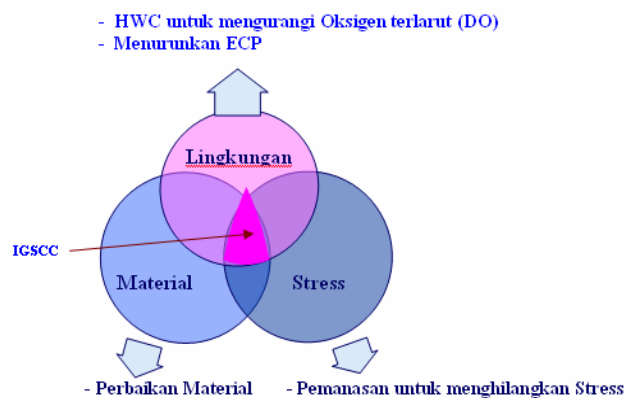 - HWC untuk mengurangi Oksigen terlarut (DO)
- Menurunkan ECP
Lingkungan
IGSCC
Material
Stress
- Perbaikan Material
- Pemanasan untuk menghilangkan Stress